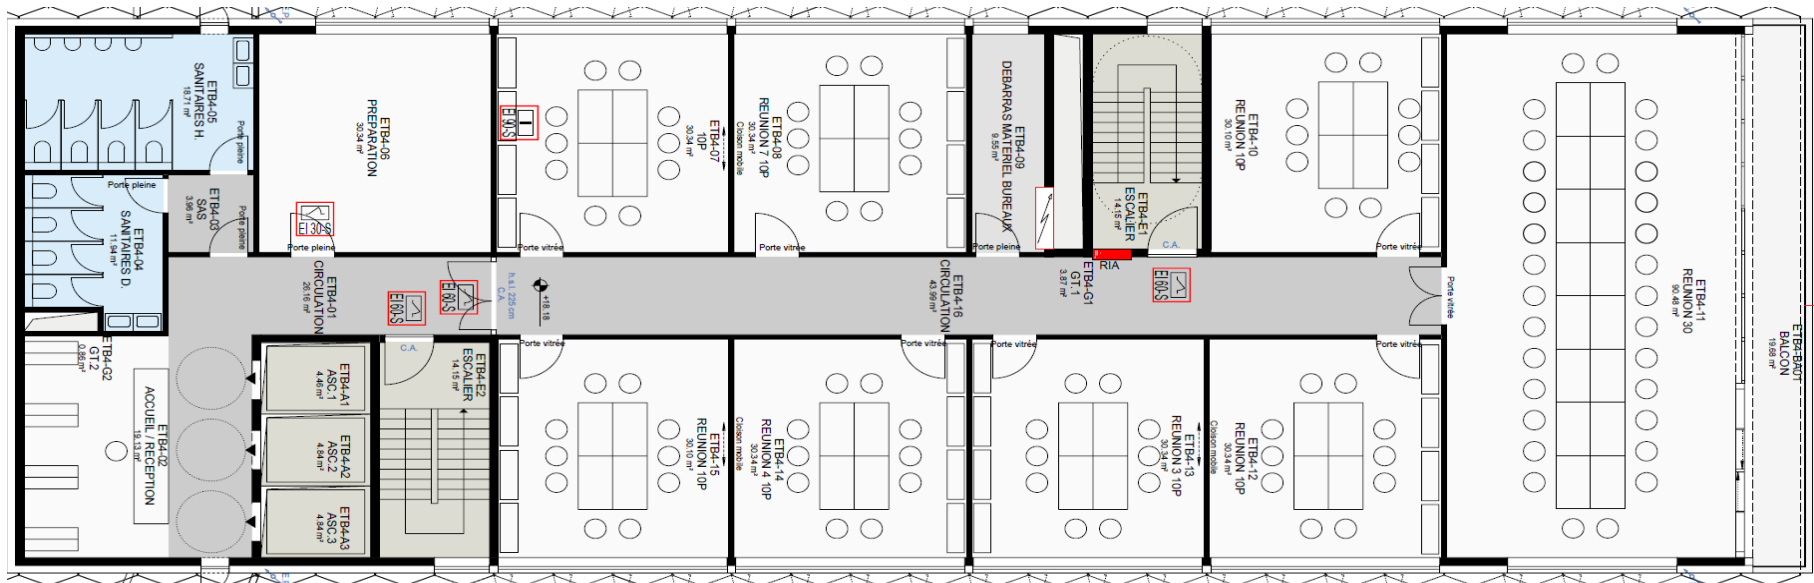 ETB4-05
SANITAIRES H.
18.71 m²
Porte pleine
ETB4-04
SANITAIRES D.
11.94 m²
Porte pleine
ETB4-03
SAS
3.96 m²
Porte pleine
ETB4-06
PREPARATION
30.34 m²
EI 30-S
Porte pleine
EI 90-S
ETB4-07
10P
30.34 m²
Porte vitrée
Cloison mobile
ETB4-08
REUNION 7 10P
30.34 m²
Porte vitrée
ETB4-09
DEBARRAS MATERIEL BUREAUX
9.55 m²
Porte pleine
ETB4-E1
ESCALIER
14.15 m²
C.A.
RIA
ETB4-10
REUNION 10P
30.10 m²
Porte vitrée
ETB4-11
REUNION 30
90.48 m²
Porte vitrée
ETB4-BA01
BALCON
19.68 m²
ETB4-01
CIRCULATION
26.16 m²
EI 60-S
EI 60-S
C.A.
h.s.l. 225 cm
+18.18
ETB4-16
CIRCULATION
43.99 m²
ETB4-G1
GT.1
3.87 m²
EI 60-S
ETB4-G2
GT.2
0.86 m²
ETB4-02
ACCUEIL / RECEPTION
19.13 m²
ETB4-A1
ASC.1
4.46 m²
ETB4-A2
ASC.2
4.84 m²
ETB4-A3
ASC.3
4.84 m²
C.A.
ETB4-E2
ESCALIER
14.15 m²
Porte vitrée
ETB4-15
REUNION 10P
30.10 m²
Cloison mobile
ETB4-14
REUNION 4 10P
30.34 m²
Porte vitrée
Porte vitrée
ETB4-13
REUNION 3 10P
30.34 m²
Cloison mobile
ETB4-12
REUNION 10P
30.34 m²
Porte vitrée